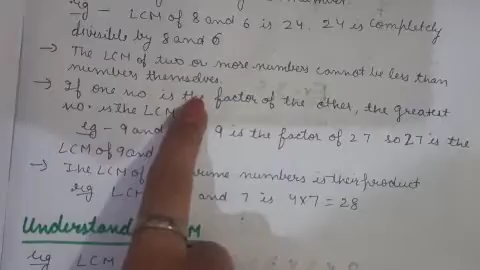 eg - LCM of 8 and 6 is 24. 24 is completely
divisible by 8 and 6
→ The LCM of two or more numbers cannot be less than
numbers themselves.
→ If one no. is the factor of the other, the greatest
no. is the LCM
eg - 9 and 9 is the factor of 27 so 27 is the
LCM of 9 and
→ The LCM of numbers is their product
eg LCM and 7 is 4x7 = 28
Understand M
eg LCM